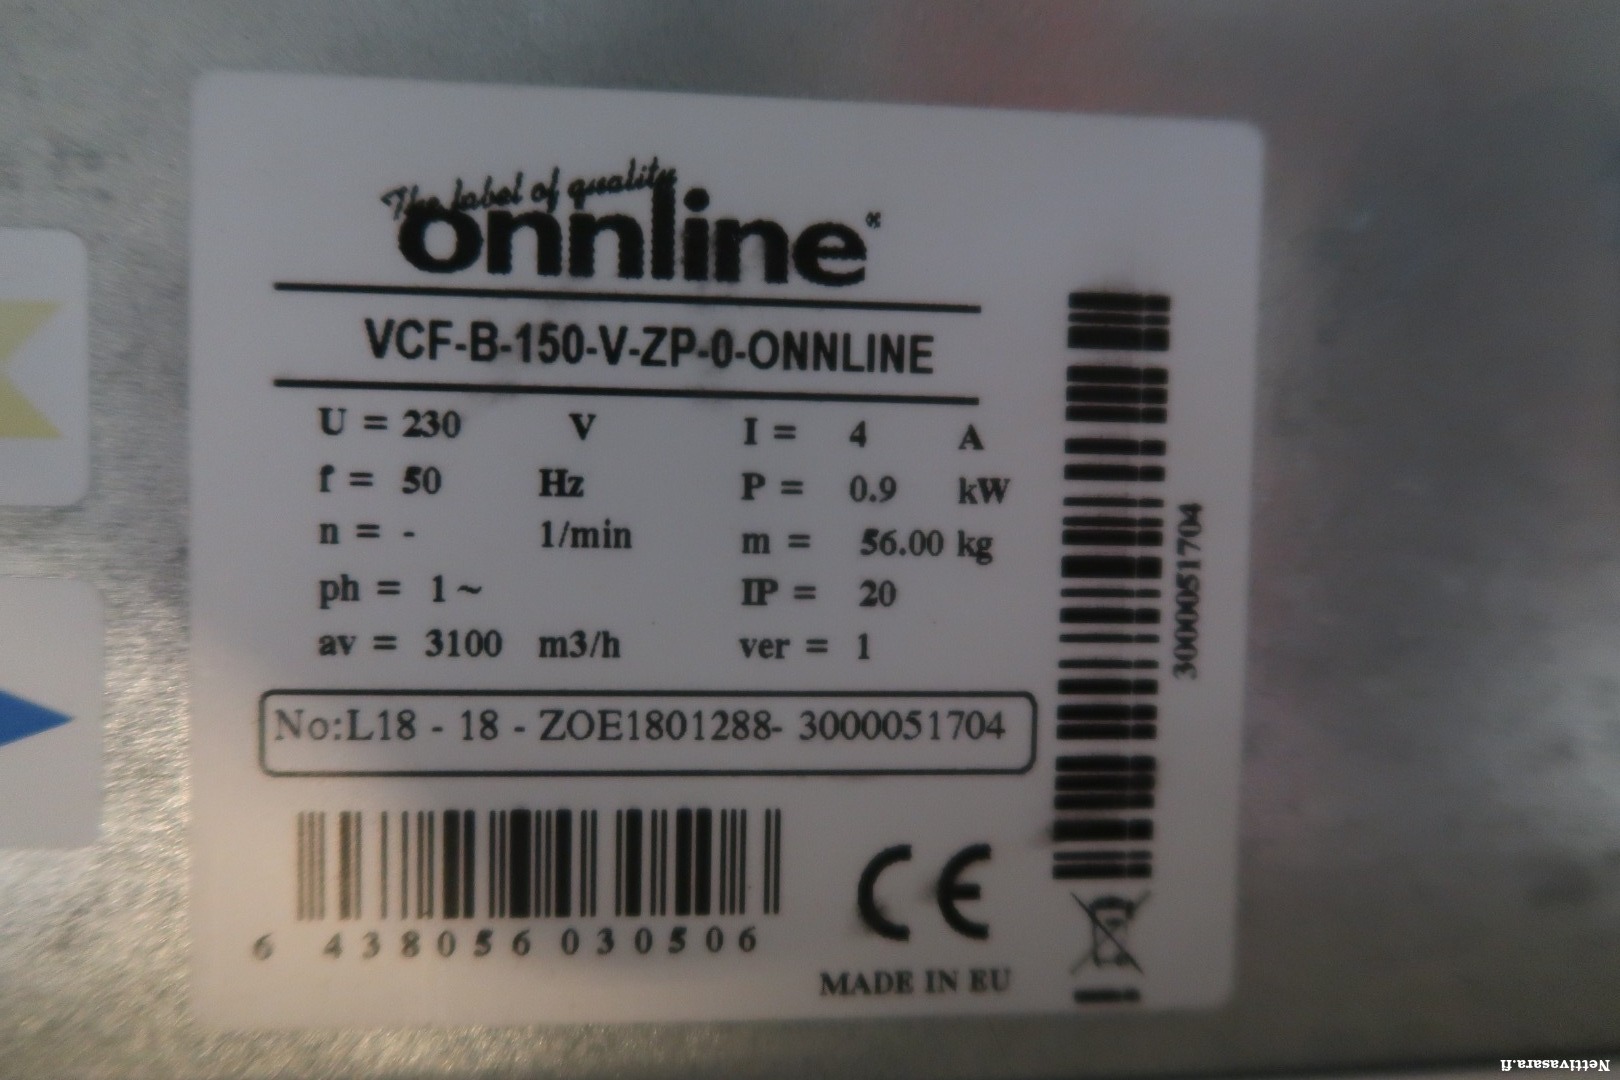 The label of quality
onnline®
VCF-B-150-V-ZP-0-ONNLINE
U = 230 V I = 4 A
f = 50 Hz P = 0.9 kW
n = - 1/min m = 56.00 kg
ph = 1~ IP = 20
av = 3100 m3/h ver = 1
No:L18 - 18 - ZOE1801288- 3000051704
6 438056 030506
CE
MADE IN EU
3000051704
Nettivasara.fi